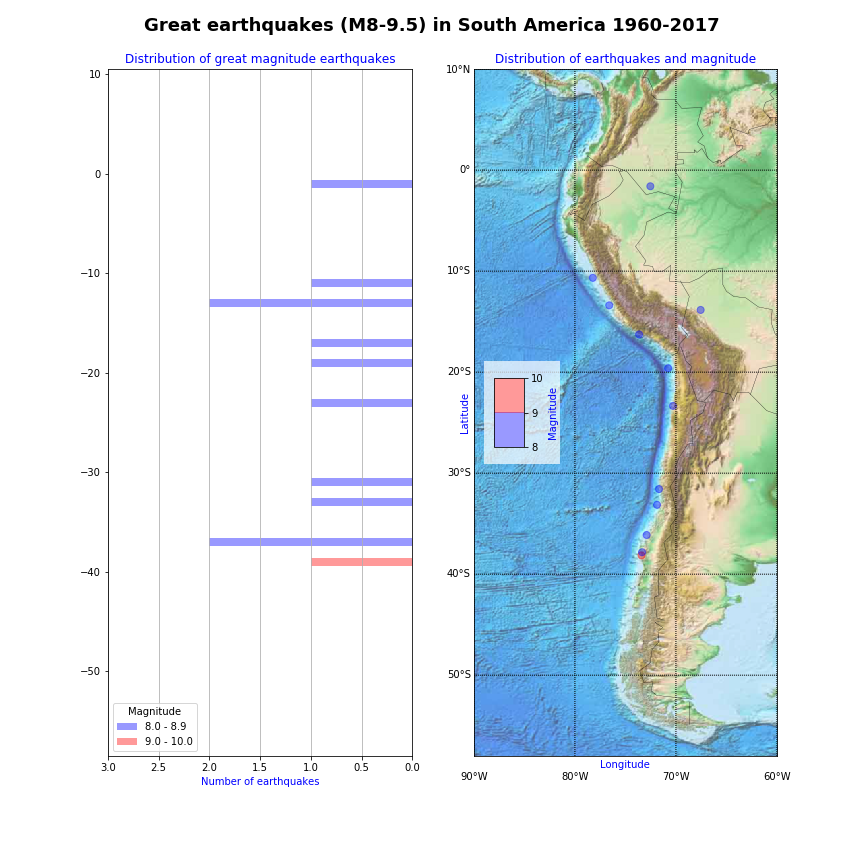 Great earthquakes (M8-9.5) in South America 1960-2017
Distribution of great magnitude earthquakes
10
0
−10
−20
−30
−40
−50
Magnitude
8.0 - 8.9
9.0 - 10.0
3.0 2.5 2.0 1.5 1.0 0.5 0.0
Number of earthquakes
Distribution of earthquakes and magnitude
10°N
0°
10°S
20°S
30°S
40°S
50°S
Latitude
10
9
8
Magnitude
Longitude
90°W 80°W 70°W 60°W